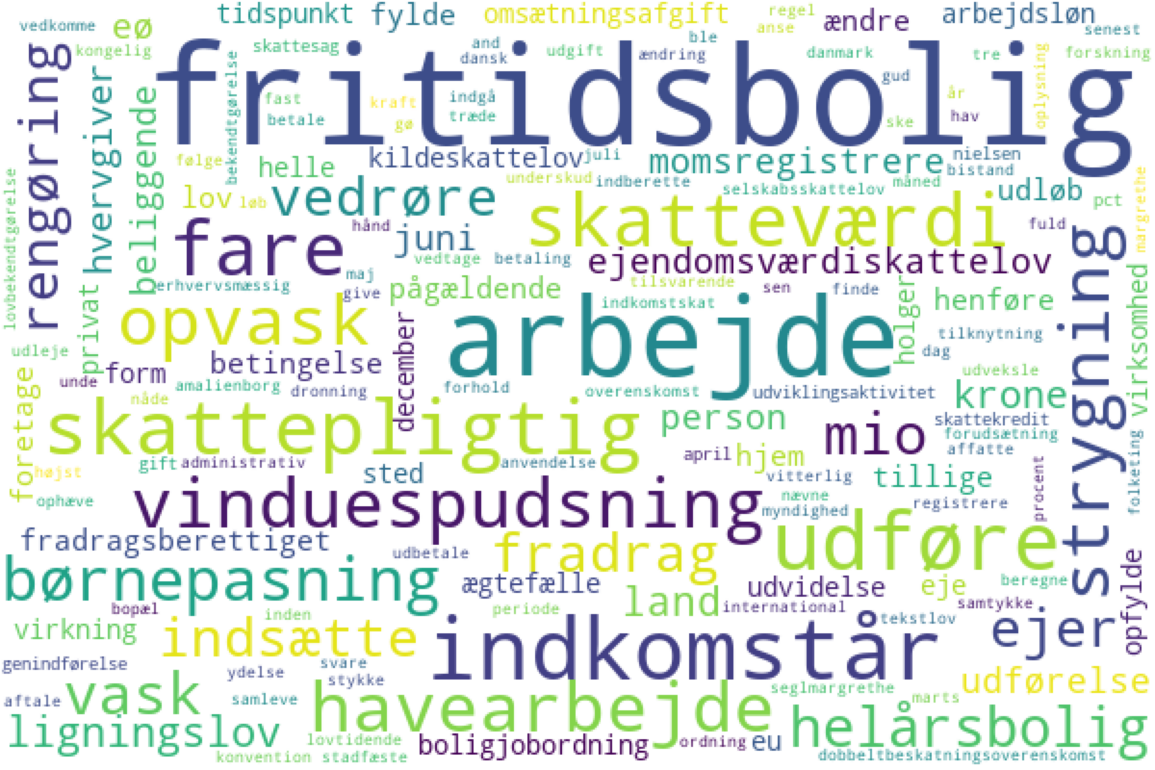 vedkomme tidspunkt fylde omsætningsafgift ændre regel arbejdsløn
kongelig eø skattesag and dansk udgift ble ændring anse danmark tre senest forskning
rengøring hvervgiver beliggende bekendtgørelse fritidsbolig
fast betale kraft gø indgå træde gud ske år hav oplysning
følge helle kildeskattelov juli momsregistrere nielsen bistand
lov løb vedrøre underskud indberette selskabsskattelov måned udløb pct margrethe
lovbekendtgørelse fare hånd juni skatteværdi fuld
vedtage betaling ejendomsværdiskattelov
privat erhvervsmæssig maj give pågældende tilsvarende sen finde henføre virksomhed
opvask indkomstskat arbejde holger tilknytning dag strygning
udleje unde form betingelse december
foretage nåde amalienborg dronning forhold overenskomst udviklingsaktivitet udveksle krone
skattepligtig person mio skattekredit forudsætning affatte
højst gift administrativ sted anvendelse april hjem vitterlig tillige folketing
ophæve vinduespudsning nævne myndighed registrere procent
fradragsberettiget udbetale fradrag udføre
børnepasning ægtefælle udvidelse eje beregne opfylde
bopæl inden periode land international samtykke
virkning indsætte indkomstår tekstlov ejer
genindførelse ydelse svare stykke
aftale vask samleve havearbejde seglmargrethe marts udførelse
ligningslov lovtidende boligjobordning ordning eu helårsbolig
konvention stadfæste dobbeltbeskatningsoverenskomst